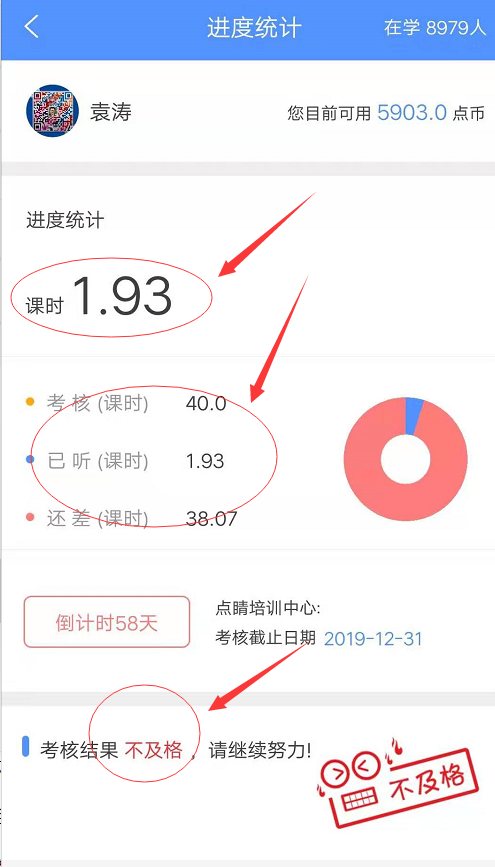 进度统计
在学 8979人
袁涛
您目前可用 5903.0 点币
进度统计
课时 1.93
考 核 (课时) 40.0
已 听 (课时) 1.93
还 差 (课时) 38.07
倒计时58天
点睛培训中心:
考核截止日期 2019-12-31
考核结果 不及格 ，请继续努力!
不及格